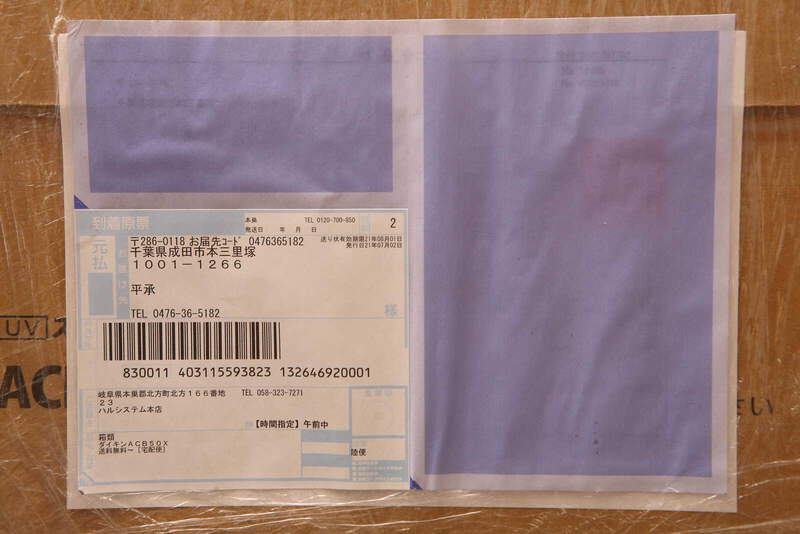 到着原票
本巣 TEL 0120-700-850
発送日 年 月 日
2
元払
お届け先
〒286-0118 お届先ｺｰﾄﾞ 0476365182
送り状有効期限21年08月01日
発行日21年07月02日
千葉県成田市本三里塚
１００１－１２６６
平承
様
TEL 0476-36-5182
830011 403115593823 132646920001
岐阜県本巣郡北方町北方１６６番地 TEL 058-323-7271
２３
ハルシステム本店
【時間指定】午前中
箱類
ダイキンＡＣＢ５０Ｘ
送料無料～［宅配便］
陸便
UV ス
AC
さい